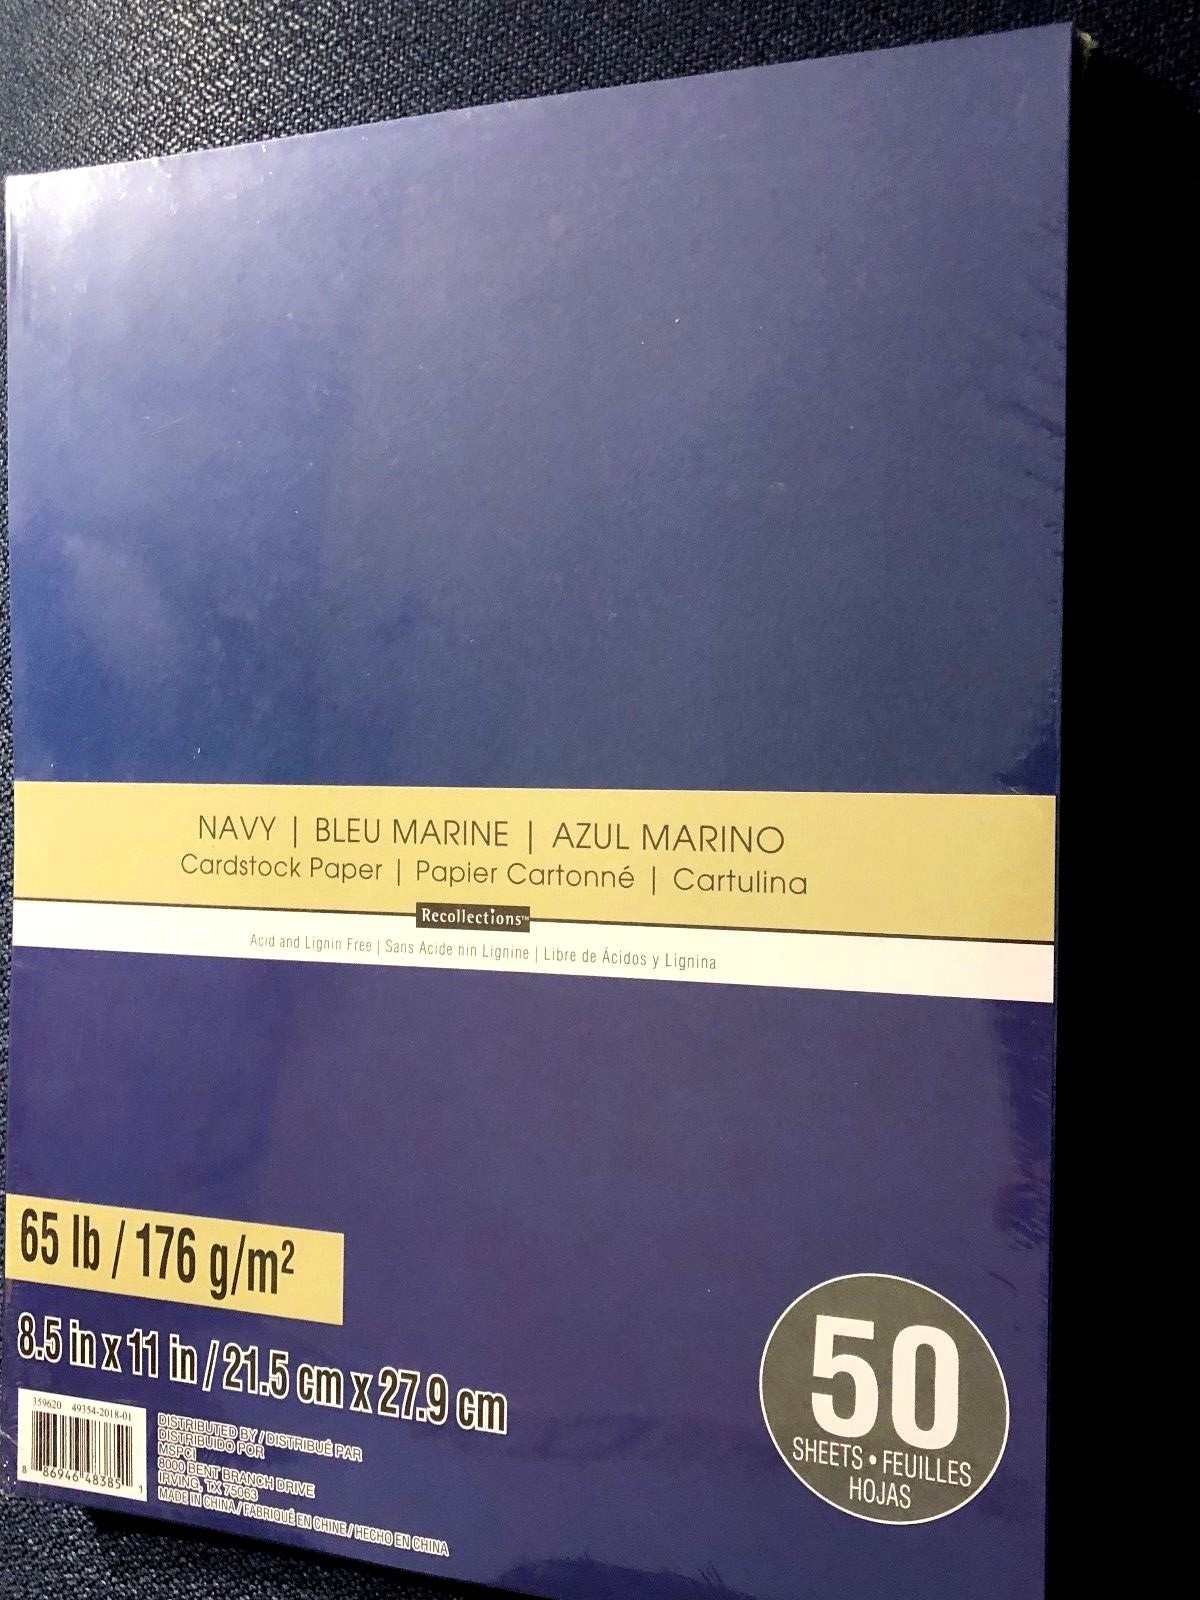 NAVY | BLEU MARINE | AZUL MARINO
Cardstock Paper | Papier Cartonné | Cartulina
Recollections™
Acid and Lignin Free | Sans Acide nin Lignine | Libre de Ácidos y Lignina
65 lb / 176 g/m²
8.5 in x 11 in / 21.5 cm x 27.9 cm
359620 49354-2018-01
8 86946 48385 1
DISTRIBUTED BY / DISTRIBUÉ PAR
DISTRIBUIDO POR
MSPCI
8000 BENT BRANCH DRIVE
IRVING, TX 75063
MADE IN CHINA / FABRIQUÉ EN CHINE / HECHO EN CHINA
50
SHEETS • FEUILLES
HOJAS